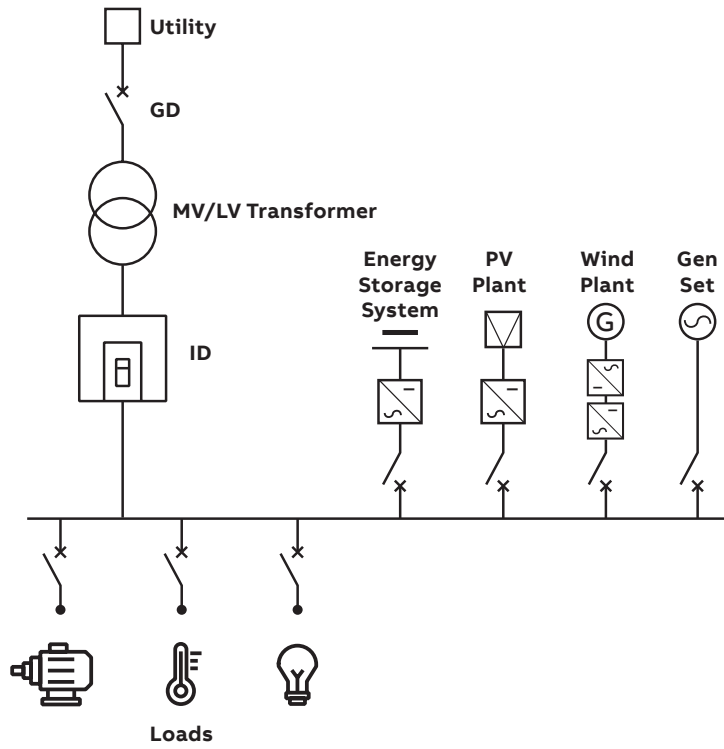 Utility
GD
MV/LV Transformer
ID
Energy
Storage
System
PV
Plant
Wind
Plant
G
Gen
Set
Loads